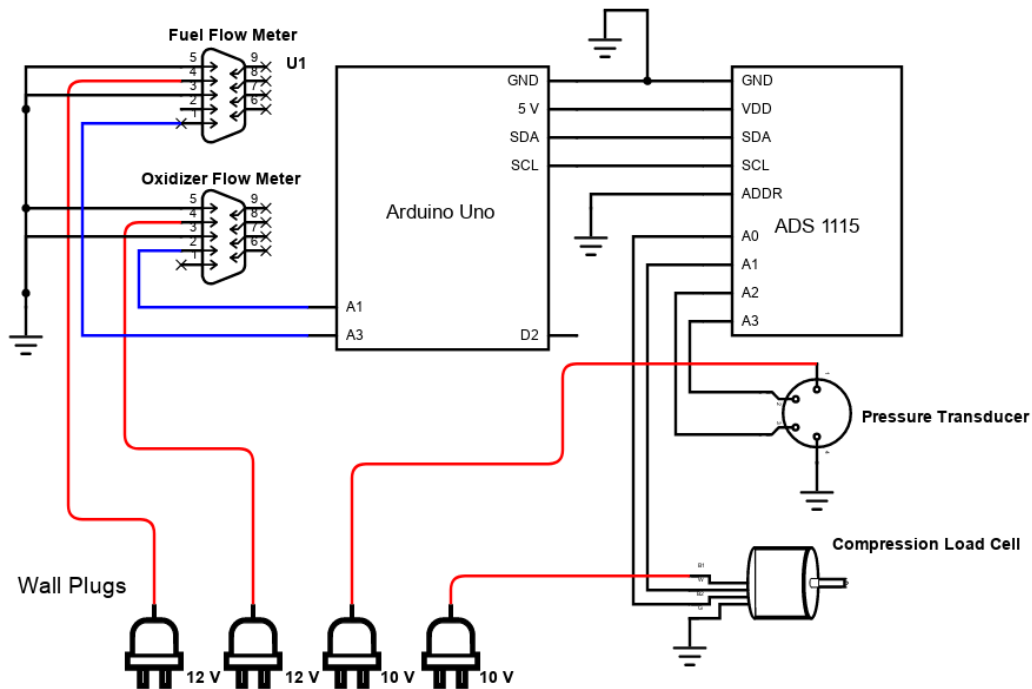 Fuel Flow Meter
U1
5
4
3
2
1
9
8
7
6
Oxidizer Flow Meter
5
4
3
2
1
9
8
7
6
Arduino Uno
GND
5 V
SDA
SCL
A1
A3
D2
GND
VDD
SDA
SCL
ADDR
A0
A1
A2
A3
ADS 1115
Pressure Transducer
Compression Load Cell
Wall Plugs
12 V
12 V
10 V
10 V